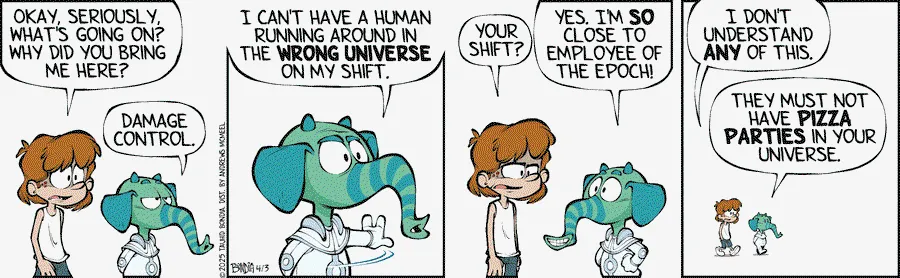 OKAY, SERIOUSLY,
WHAT'S GOING ON?
WHY DID YOU BRING
ME HERE?
DAMAGE
CONTROL.
©2025 DAVID BONDIA, DIST. BY ANDREWS MCMEEL
I CAN'T HAVE A HUMAN
RUNNING AROUND IN
THE WRONG UNIVERSE
ON MY SHIFT.
BONDIA 4/3
YOUR
SHIFT?
YES, I'M SO
CLOSE TO
EMPLOYEE OF
THE EPOCH!
I DON'T
UNDERSTAND
ANY OF THIS.
THEY MUST NOT
HAVE PIZZA
PARTIES IN YOUR
UNIVERSE.